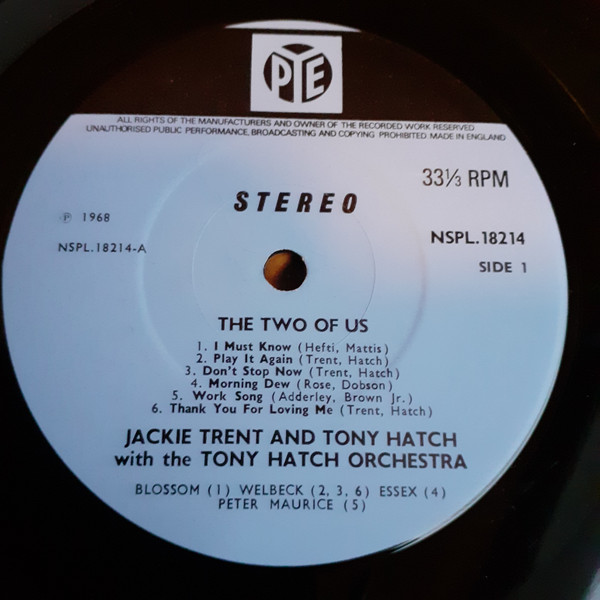 PYE
ALL RIGHTS OF THE MANUFACTURERS AND OWNER OF THE RECORDED WORK RESERVED
UNAUTHORISED PUBLIC PERFORMANCE, BROADCASTING AND COPYING PROHIBITED MADE IN ENGLAND
33⅓ RPM
STEREO
℗ 1968
NSPL.18214-A
NSPL.18214
SIDE 1
THE TWO OF US
1. I Must Know (Hefti, Mattis)
2. Play It Again (Trent, Hatch)
3. Don't Stop Now (Trent, Hatch)
4. Morning Dew (Rose, Dobson)
5. Work Song (Adderley, Brown Jr.)
6. Thank You For Loving Me (Trent, Hatch)
JACKIE TRENT AND TONY HATCH
with the TONY HATCH ORCHESTRA
BLOSSOM (1) WELBECK (2, 3, 6) ESSEX (4)
PETER MAURICE (5)